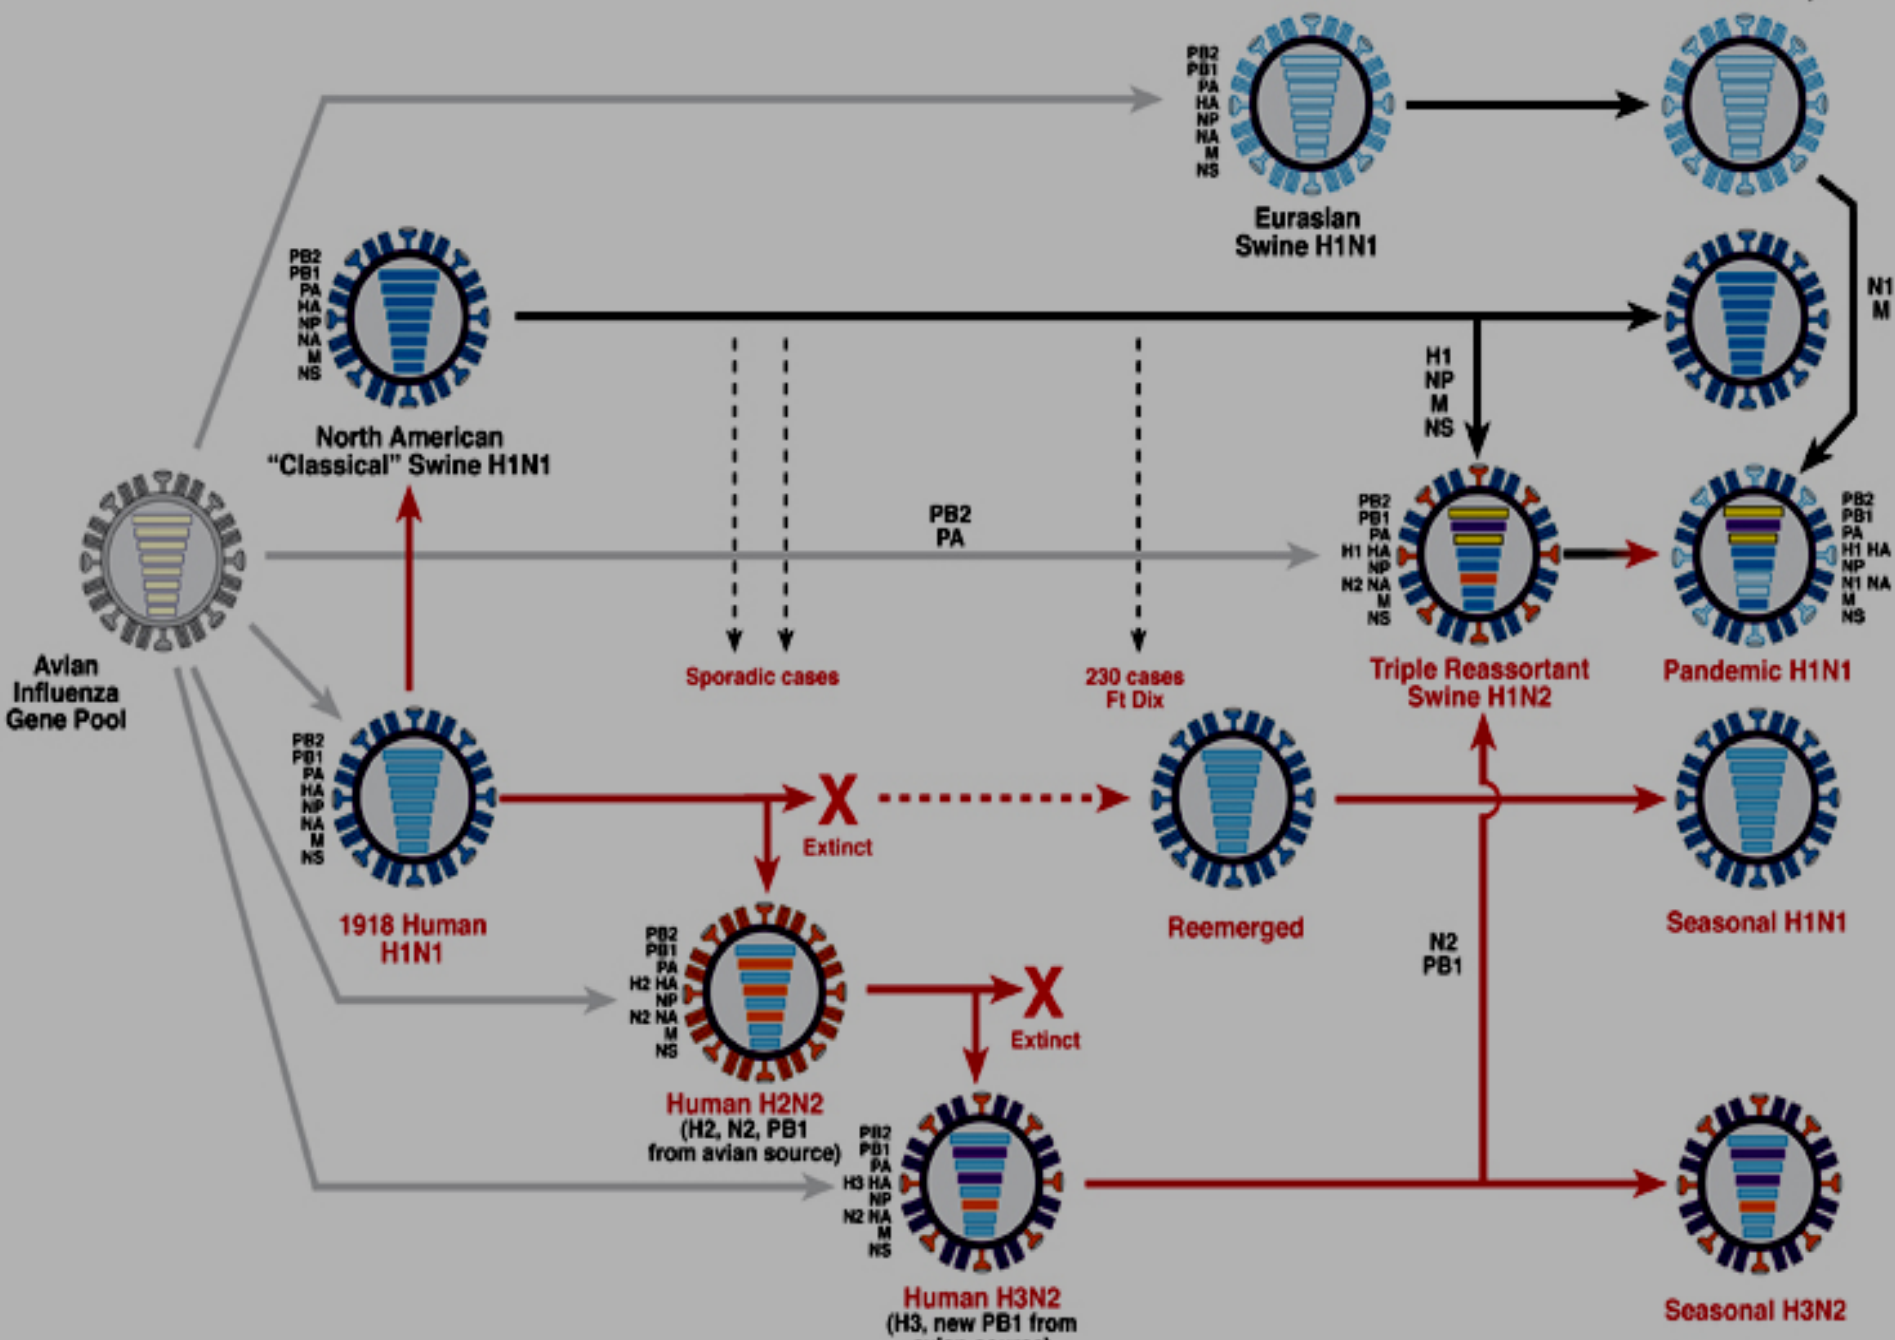 PB2
PB1
PA
HA
NP
NA
M
NS
Eurasian
Swine H1N1
N1
M
PB2
PB1
PA
HA
NP
NA
M
NS
North American
“Classical” Swine H1N1
H1
NP
M
NS
Avian
Influenza
Gene Pool
PB2
PA
Sporadic cases
230 cases
Ft Dix
PB2
PB1
PA
H1 HA
NP
N2 NA
M
NS
Triple Reassortant
Swine H1N2
PB2
PB1
PA
H1 HA
NP
N1 NA
M
NS
Pandemic H1N1
PB2
PB1
PA
HA
NP
NA
M
NS
1918 Human
H1N1
X
Extinct
Reemerged
Seasonal H1N1
PB2
PB1
PA
H2 HA
NP
N2 NA
M
NS
Human H2N2
(H2, N2, PB1
from avian source)
X
Extinct
N2
PB1
PB2
PB1
PA
H3 HA
NP
N2 NA
M
NS
Human H3N2
(H3, new PB1 from
Seasonal H3N2